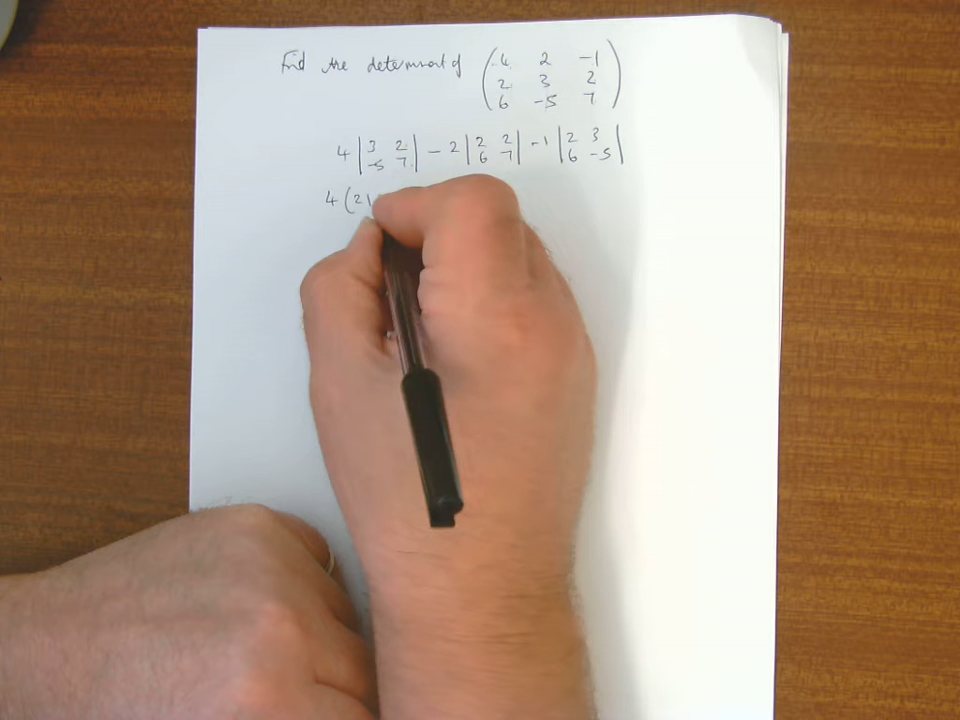 Find the determinant of ( 4 2 -1
2 3 2
6 -5 7 )
4 | 3 2 | - 2 | 2 2 | - 1 | 2 3 |
| -5 7 | | 6 7 | | 6 -5 |
4 (21